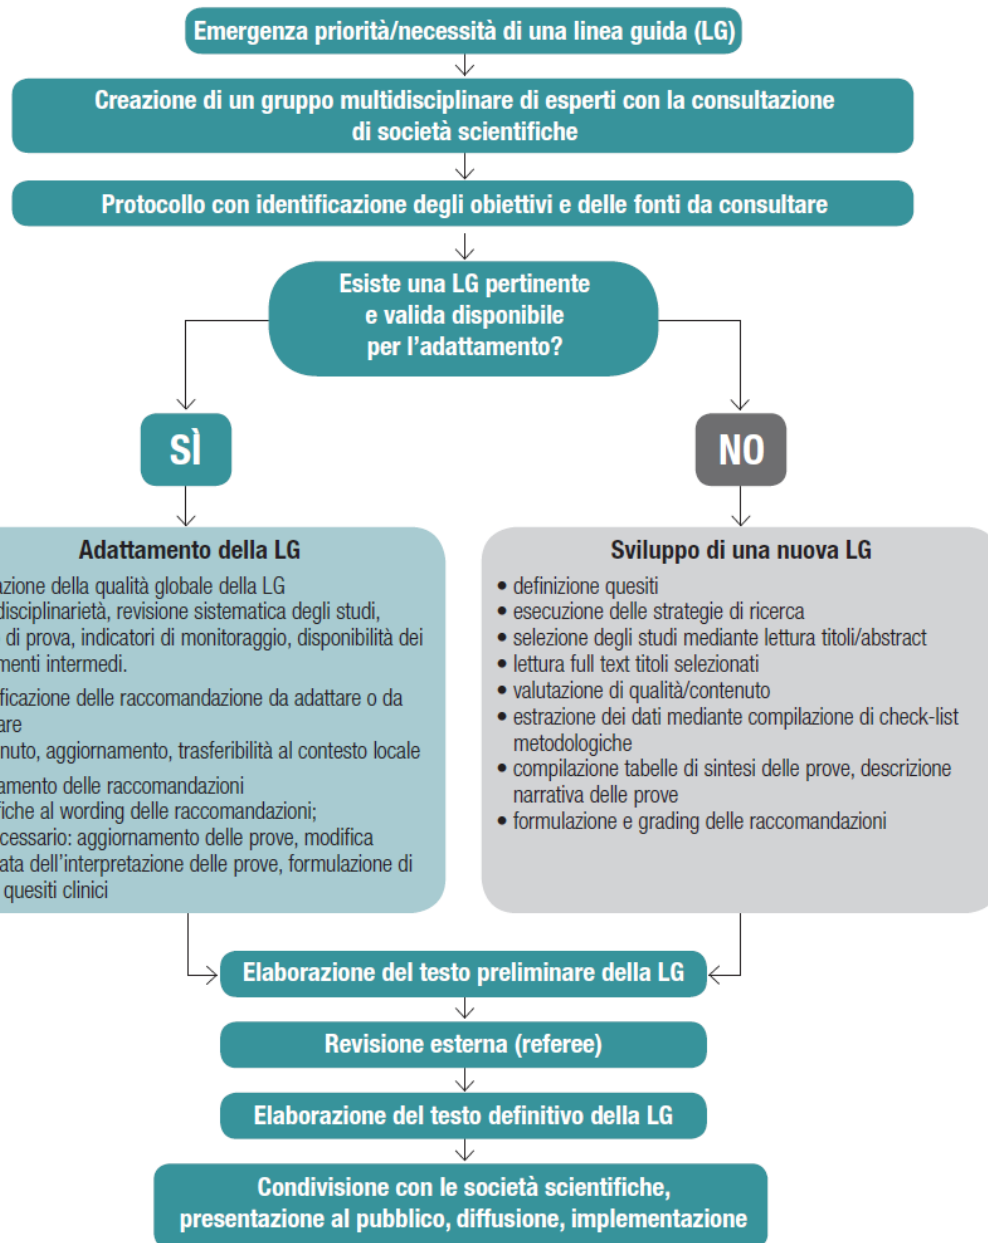 Emergenza priorità/necessità di una linea guida (LG)
Creazione di un gruppo multidisciplinare di esperti con la consultazione
di società scientifiche
Protocollo con identificazione degli obiettivi e delle fonti da consultare
Esiste una LG pertinente
e valida disponibile
per l'adattamento?
SÌ
NO
Adattamento della LG
azione della qualità globale della LG
disciplinarietà, revisione sistematica degli studi,
di prova, indicatori di monitoraggio, disponibilità dei
menti intermedi.
ficazione delle raccomandazione da adattare o da
are
nuto, aggiornamento, trasferibilità al contesto locale
amento delle raccomandazioni
fiche al wording delle raccomandazioni;
cessario: aggiornamento delle prove, modifica
ata dell'interpretazione delle prove, formulazione di
quesiti clinici
Sviluppo di una nuova LG
• definizione quesiti
• esecuzione delle strategie di ricerca
• selezione degli studi mediante lettura titoli/abstract
• lettura full text titoli selezionati
• valutazione di qualità/contenuto
• estrazione dei dati mediante compilazione di check-list
metodologiche
• compilazione tabelle di sintesi delle prove, descrizione
narrativa delle prove
• formulazione e grading delle raccomandazioni
Elaborazione del testo preliminare della LG
Revisione esterna (referee)
Elaborazione del testo definitivo della LG
Condivisione con le società scientifiche,
presentazione al pubblico, diffusione, implementazione